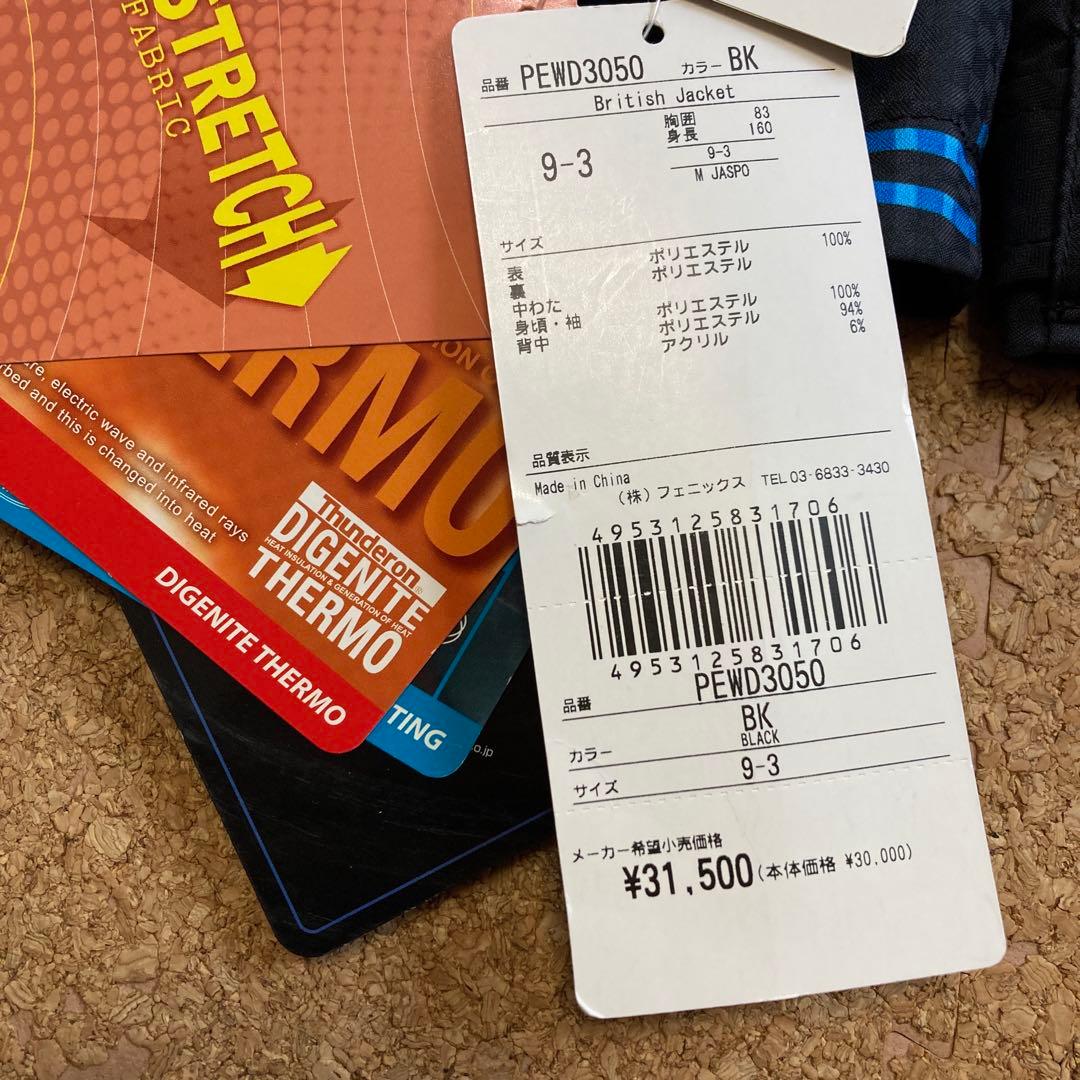 STRETCH
FABRIC
ERMO
ION
re, electric wave and infrared rays
rbed and this is changed into heat
Thunderon
DIGENITE
HEAT INSULATION & GENERATION OF HEAT
THERMO
DIGENITE THERMO
TING
o.jp
品番 PEWD3050 カラー BK
British Jacket
胸囲 83
身長 160
9-3
9-3
M JASPO
サイズ
表 ポリエステル 100%
裏 ポリエステル
中わた ポリエステル 100%
身頃・袖 ポリエステル 94%
背中 アクリル 6%
品質表示
Made in China
(株)フェニックス TEL 03-6833-3430
4953125831706
4953125831706
品番 PEWD3050
カラー BK
BLACK
サイズ 9-3
メーカー希望小売価格
¥31,500(本体価格 ¥30,000)